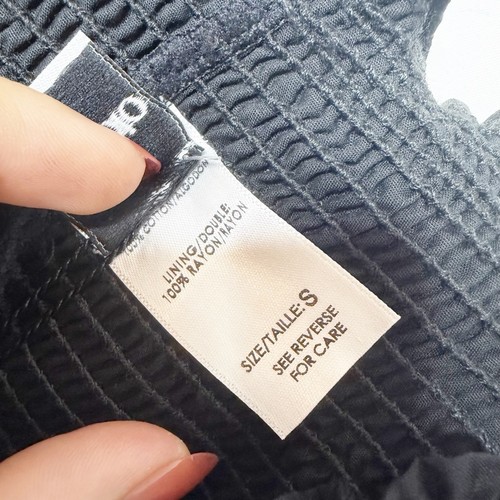 100% COTTON/ALGODON
LINING/DOUBLE:
100% RAYON/RAYON
SIZE/TAILLE: S
SEE REVERSE
FOR CARE